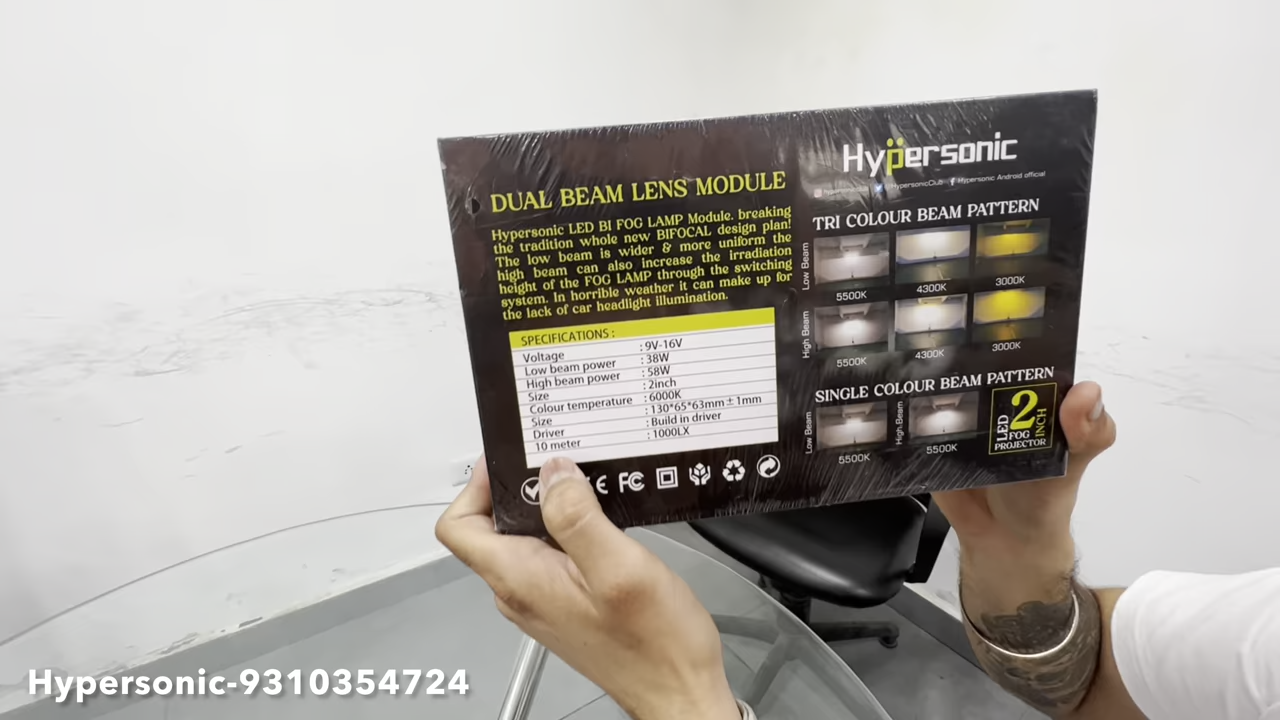 DUAL BEAM LENS MODULE
Hypersonic LED BI FOG LAMP Module. breaking
the tradition whole new BIFOCAL design plan!
The low beam is wider & more uniform the
high beam can also increase the irradiation
height of the FOG LAMP through the switching
system. In horrible weather it can make up for
the lack of car headlight illumination.
SPECIFICATIONS :
Voltage : 9V-16V
Low beam power : 38W
High beam power : 58W
Size : 2inch
Colour temperature : 6000K
Size : 130*65*63mm±1mm
Driver : Build in driver
10 meter : 1000LX
FC
Hypersonic
HypersonicClub Hypersonic Android official
TRI COLOUR BEAM PATTERN
Low Beam
5500K 4300K 3000K
High Beam
5500K 4300K 3000K
SINGLE COLOUR BEAM PATTERN
Low Beam
5500K
High Beam
5500K
LED
FOG
PROJECTOR
2
INCH
Hypersonic-9310354724